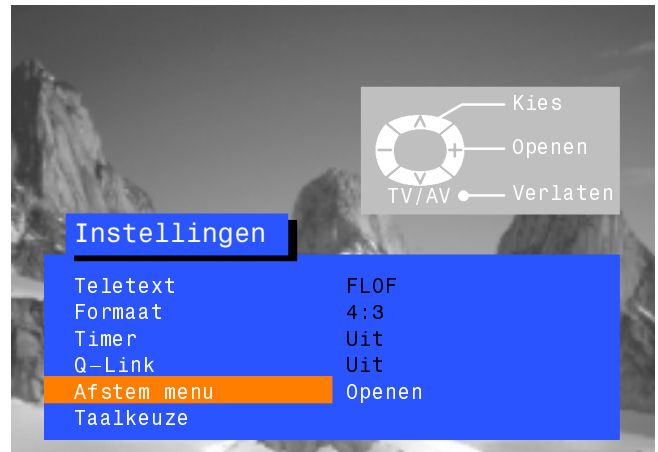 Kies
Openen
TV/AV Verlaten
Instellingen
Teletext FLOF
Formaat 4:3
Timer Uit
Q-Link Uit
Afstem menu Openen
Taalkeuze